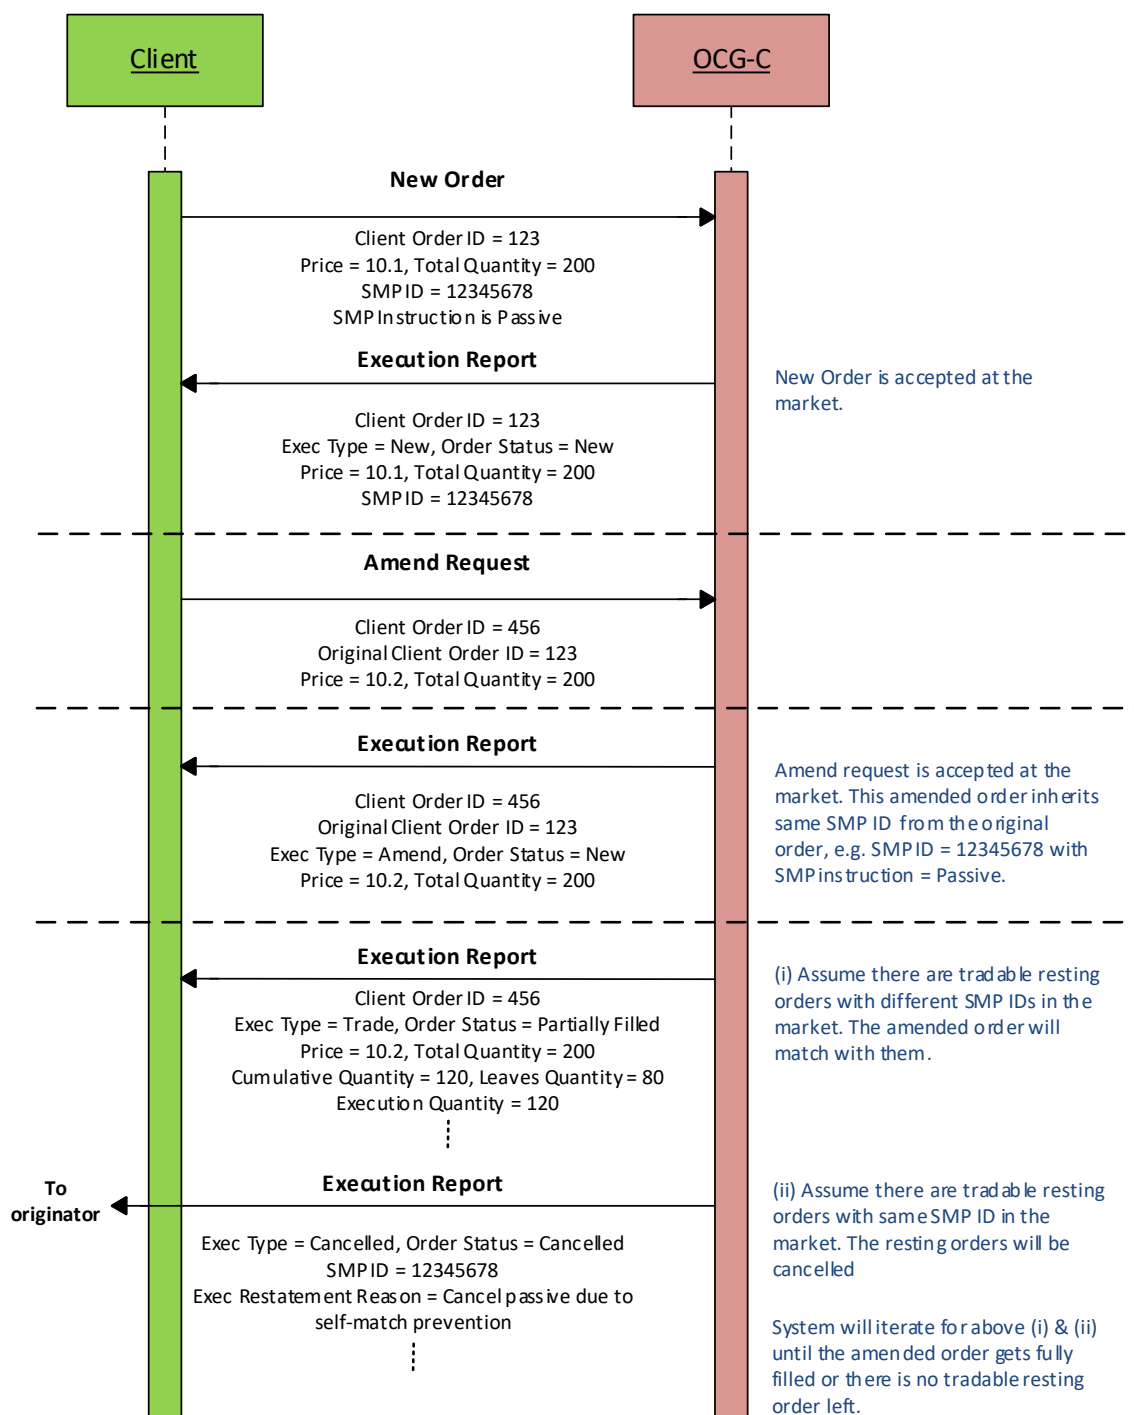 Client
OCG-C
New Order
Client Order ID = 123
Price = 10.1, Total Quantity = 200
SMP ID = 12345678
SMP Instruction is Passive
Execution Report
New Order is accepted at the
market.
Client Order ID = 123
Exec Type = New, Order Status = New
Price = 10.1, Total Quantity = 200
SMP ID = 12345678
Amend Request
Client Order ID = 456
Original Client Order ID = 123
Price = 10.2, Total Quantity = 200
Execution Report
Client Order ID = 456
Original Client Order ID = 123
Exec Type = Amend, Order Status = New
Price = 10.2, Total Quantity = 200
Amend request is accepted at the
market. This amended order inherits
same SMP ID from the original
order, e.g. SMP ID = 12345678 with
SMP instruction = Passive.
Execution Report
Client Order ID = 456
Exec Type = Trade, Order Status = Partially Filled
Price = 10.2, Total Quantity = 200
Cumulative Quantity = 120, Leaves Quantity = 80
Execution Quantity = 120
(i) Assume there are tradable resting
orders with different SMP IDs in the
market. The amended order will
match with them.
To
originator
Execution Report
Exec Type = Cancelled, Order Status = Cancelled
SMP ID = 12345678
Exec Restatement Reason = Cancel passive due to
self-match prevention
(ii) Assume there are tradable resting
orders with same SMP ID in the
market. The resting orders will be
cancelled
System will iterate for above (i) & (ii)
until the amended order gets fully
filled or there is no tradable resting
order left.